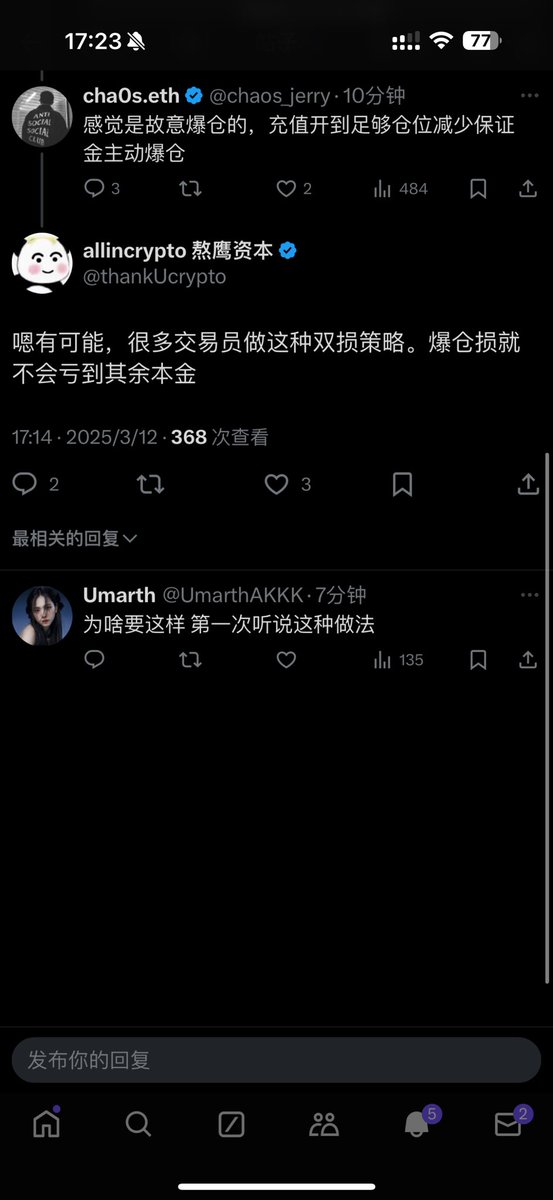 17:23
77
cha0s.eth @chaos_jerry · 10分钟
感觉是故意爆仓的，充值开到足够仓位减少保证
金主动爆仓
3 2 484
ANTI
SOCIAL
SOCIAL
CLUB
allincrypto 熬鹰资本
@thankUcrypto
嗯有可能，很多交易员做这种双损策略。爆仓损就
不会亏到其余本金
17:14 · 2025/3/12 · 368 次查看
2 3
最相关的回复
Umarth @UmarthAKKK · 7分钟
为啥要这样 第一次听说这种做法
135
发布你的回复
5 2